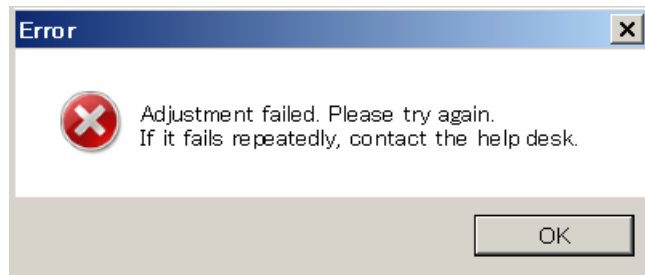 Error
Adjustment failed. Please try again.
If it fails repeatedly, contact the help desk.
OK